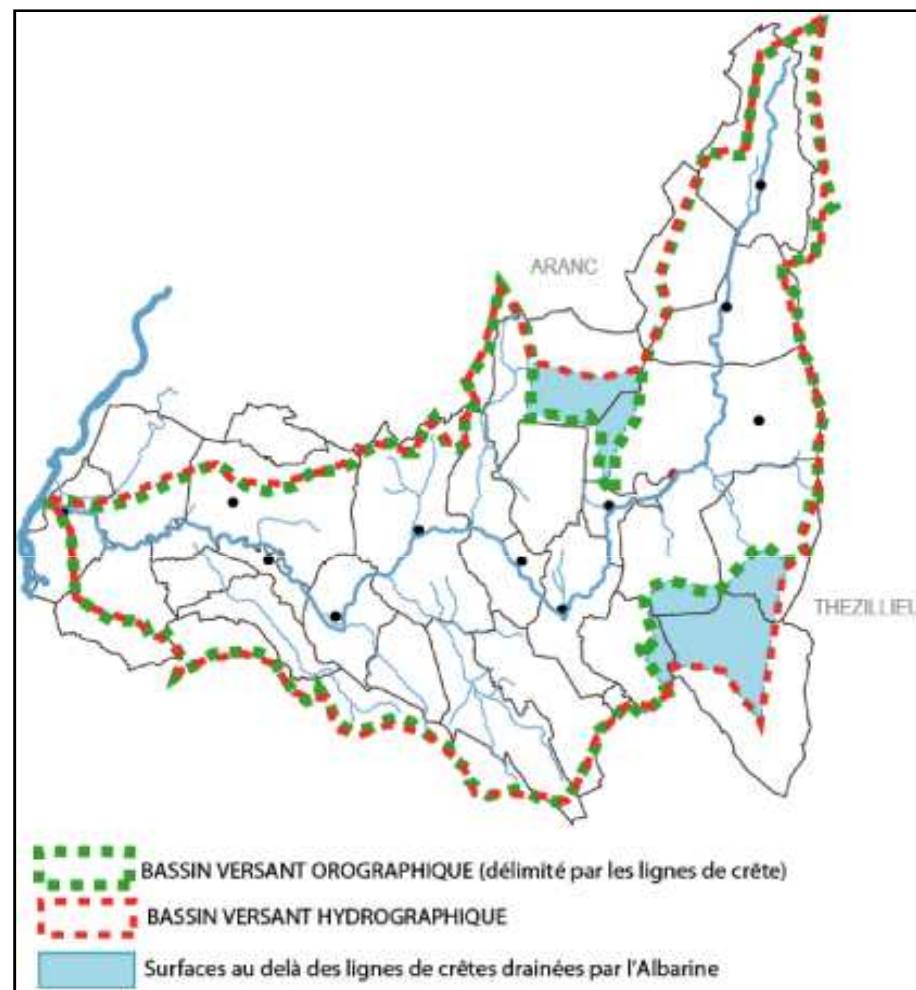 ARANC
THEZILLIEU
BASSIN VERSANT OROGRAPHIQUE (délimité par les lignes de crête)
BASSIN VERSANT HYDROGRAPHIQUE
Surfaces au delà des lignes de crêtes drainées par l'Albarine